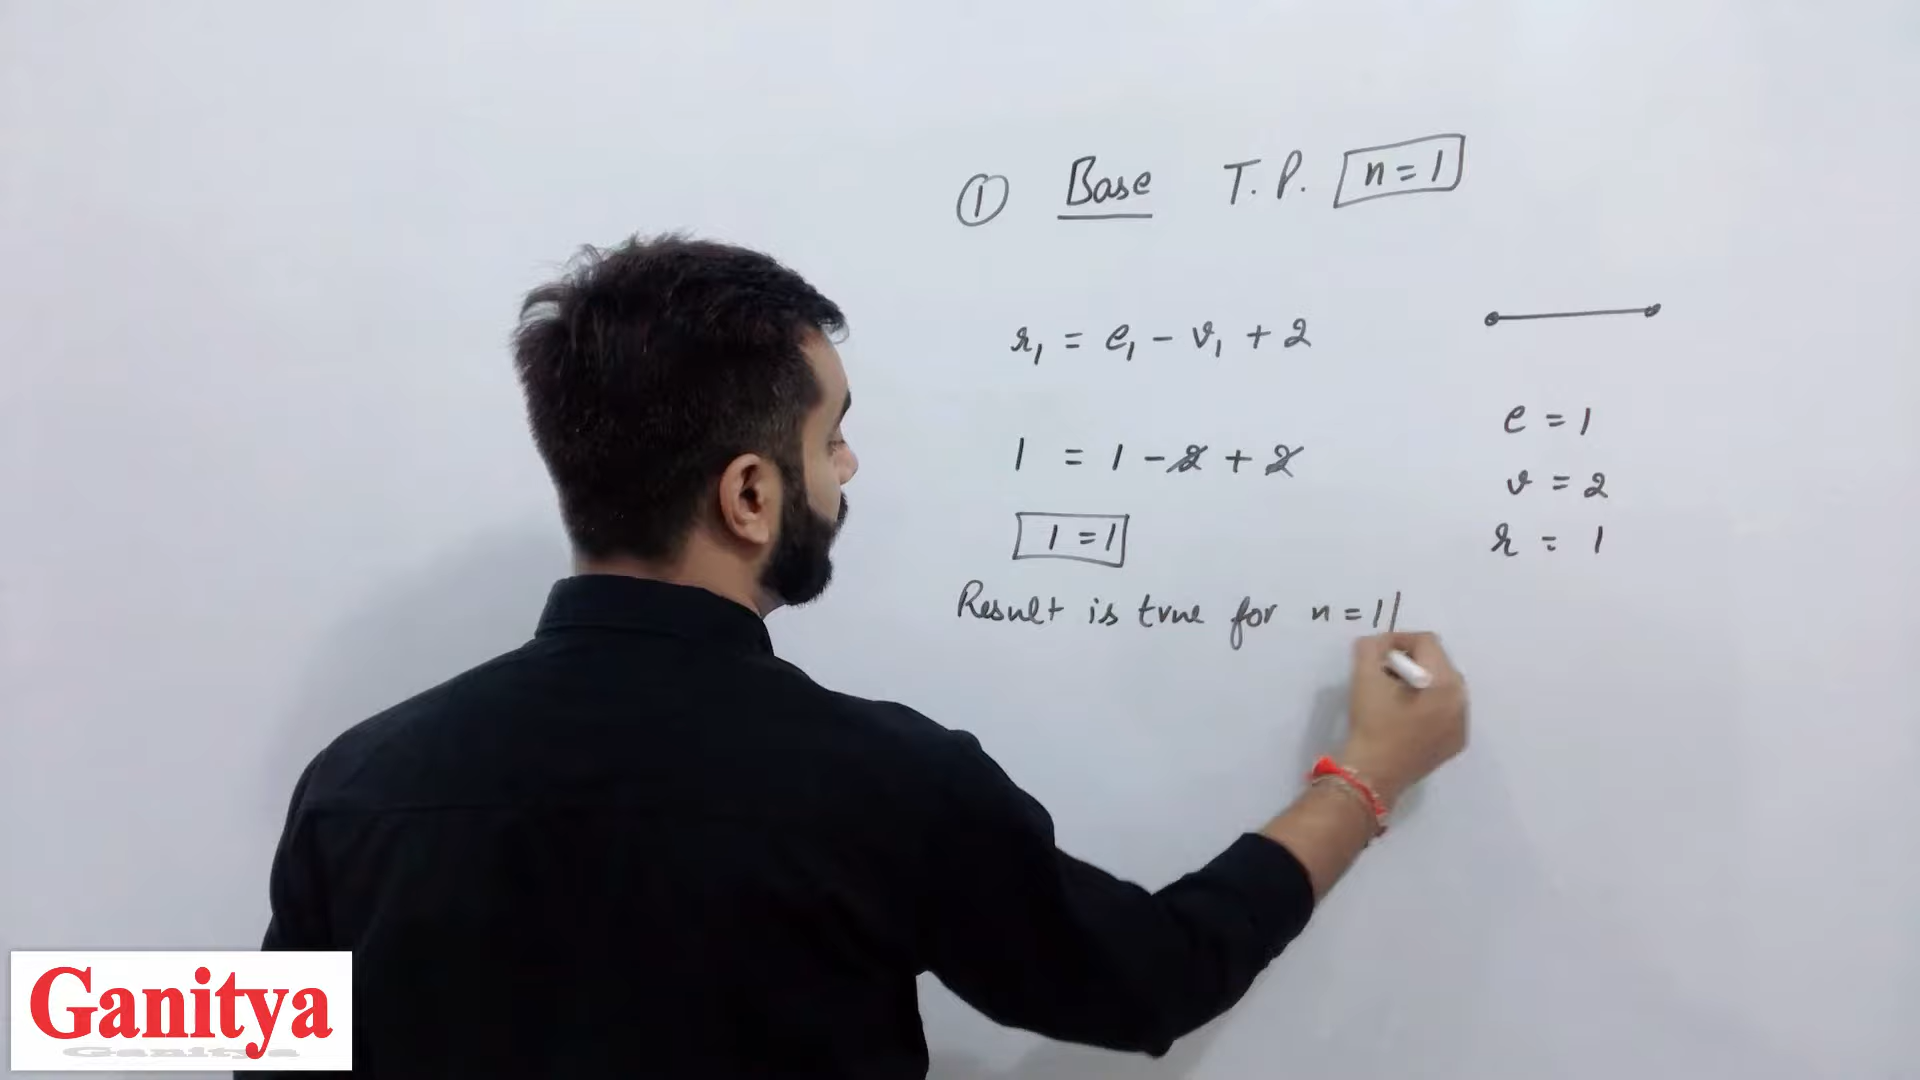 ① Base T.P. n = 1
r₁ = e₁ - v₁ + 2
1 = 1 - 2 + 2
1 = 1
Result is true for n = 1
e = 1
v = 2
r = 1
Ganitya